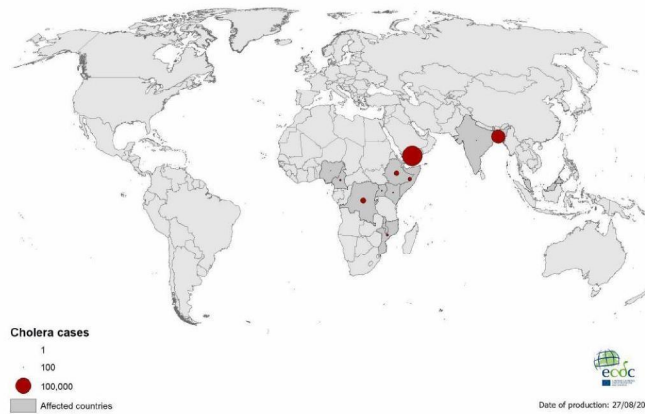 Cholera cases
1
100
100,000
Affected countries
ecdc
Date of production: 27/08/20